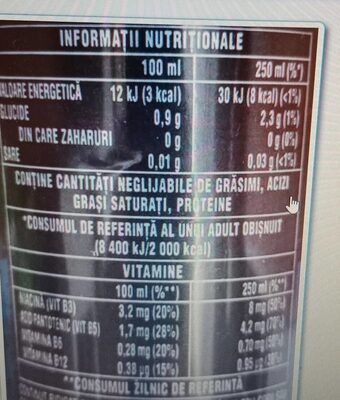 INFORMAȚII NUTRIȚIONALE
100 ml 250 ml (%*)
VALOARE ENERGETICĂ 12 kJ (3 kcal) 30 kJ (8 kcal) (<1%)
GLUCIDE 0,9 g 2,3 g (1%)
DIN CARE ZAHARURI 0 g 0 g (0%)
SARE 0,01 g 0,03 g (<1%)
CONȚINE CANTITĂȚI NEGLIJABILE DE GRĂSIMI, ACIZI
GRAȘI SATURAȚI, PROTEINE
*CONSUMUL DE REFERINȚĂ AL UNUI ADULT OBIȘNUIT
(8 400 kJ/2 000 kcal)
VITAMINE
100 ml (%**) 250 ml (%**)
NIACINĂ (VIT B3) 3,2 mg (20%) 8 mg (50%)
ACID PANTOTENIC (VIT B5) 1,7 mg (28%) 4,2 mg (70%)
VITAMINA B6 0,28 mg (20%) 0,70 mg (50%)
VITAMINA B12 0,38 µg (15%) 0,95 µg
**CONSUMUL ZILNIC DE REFERINȚĂ